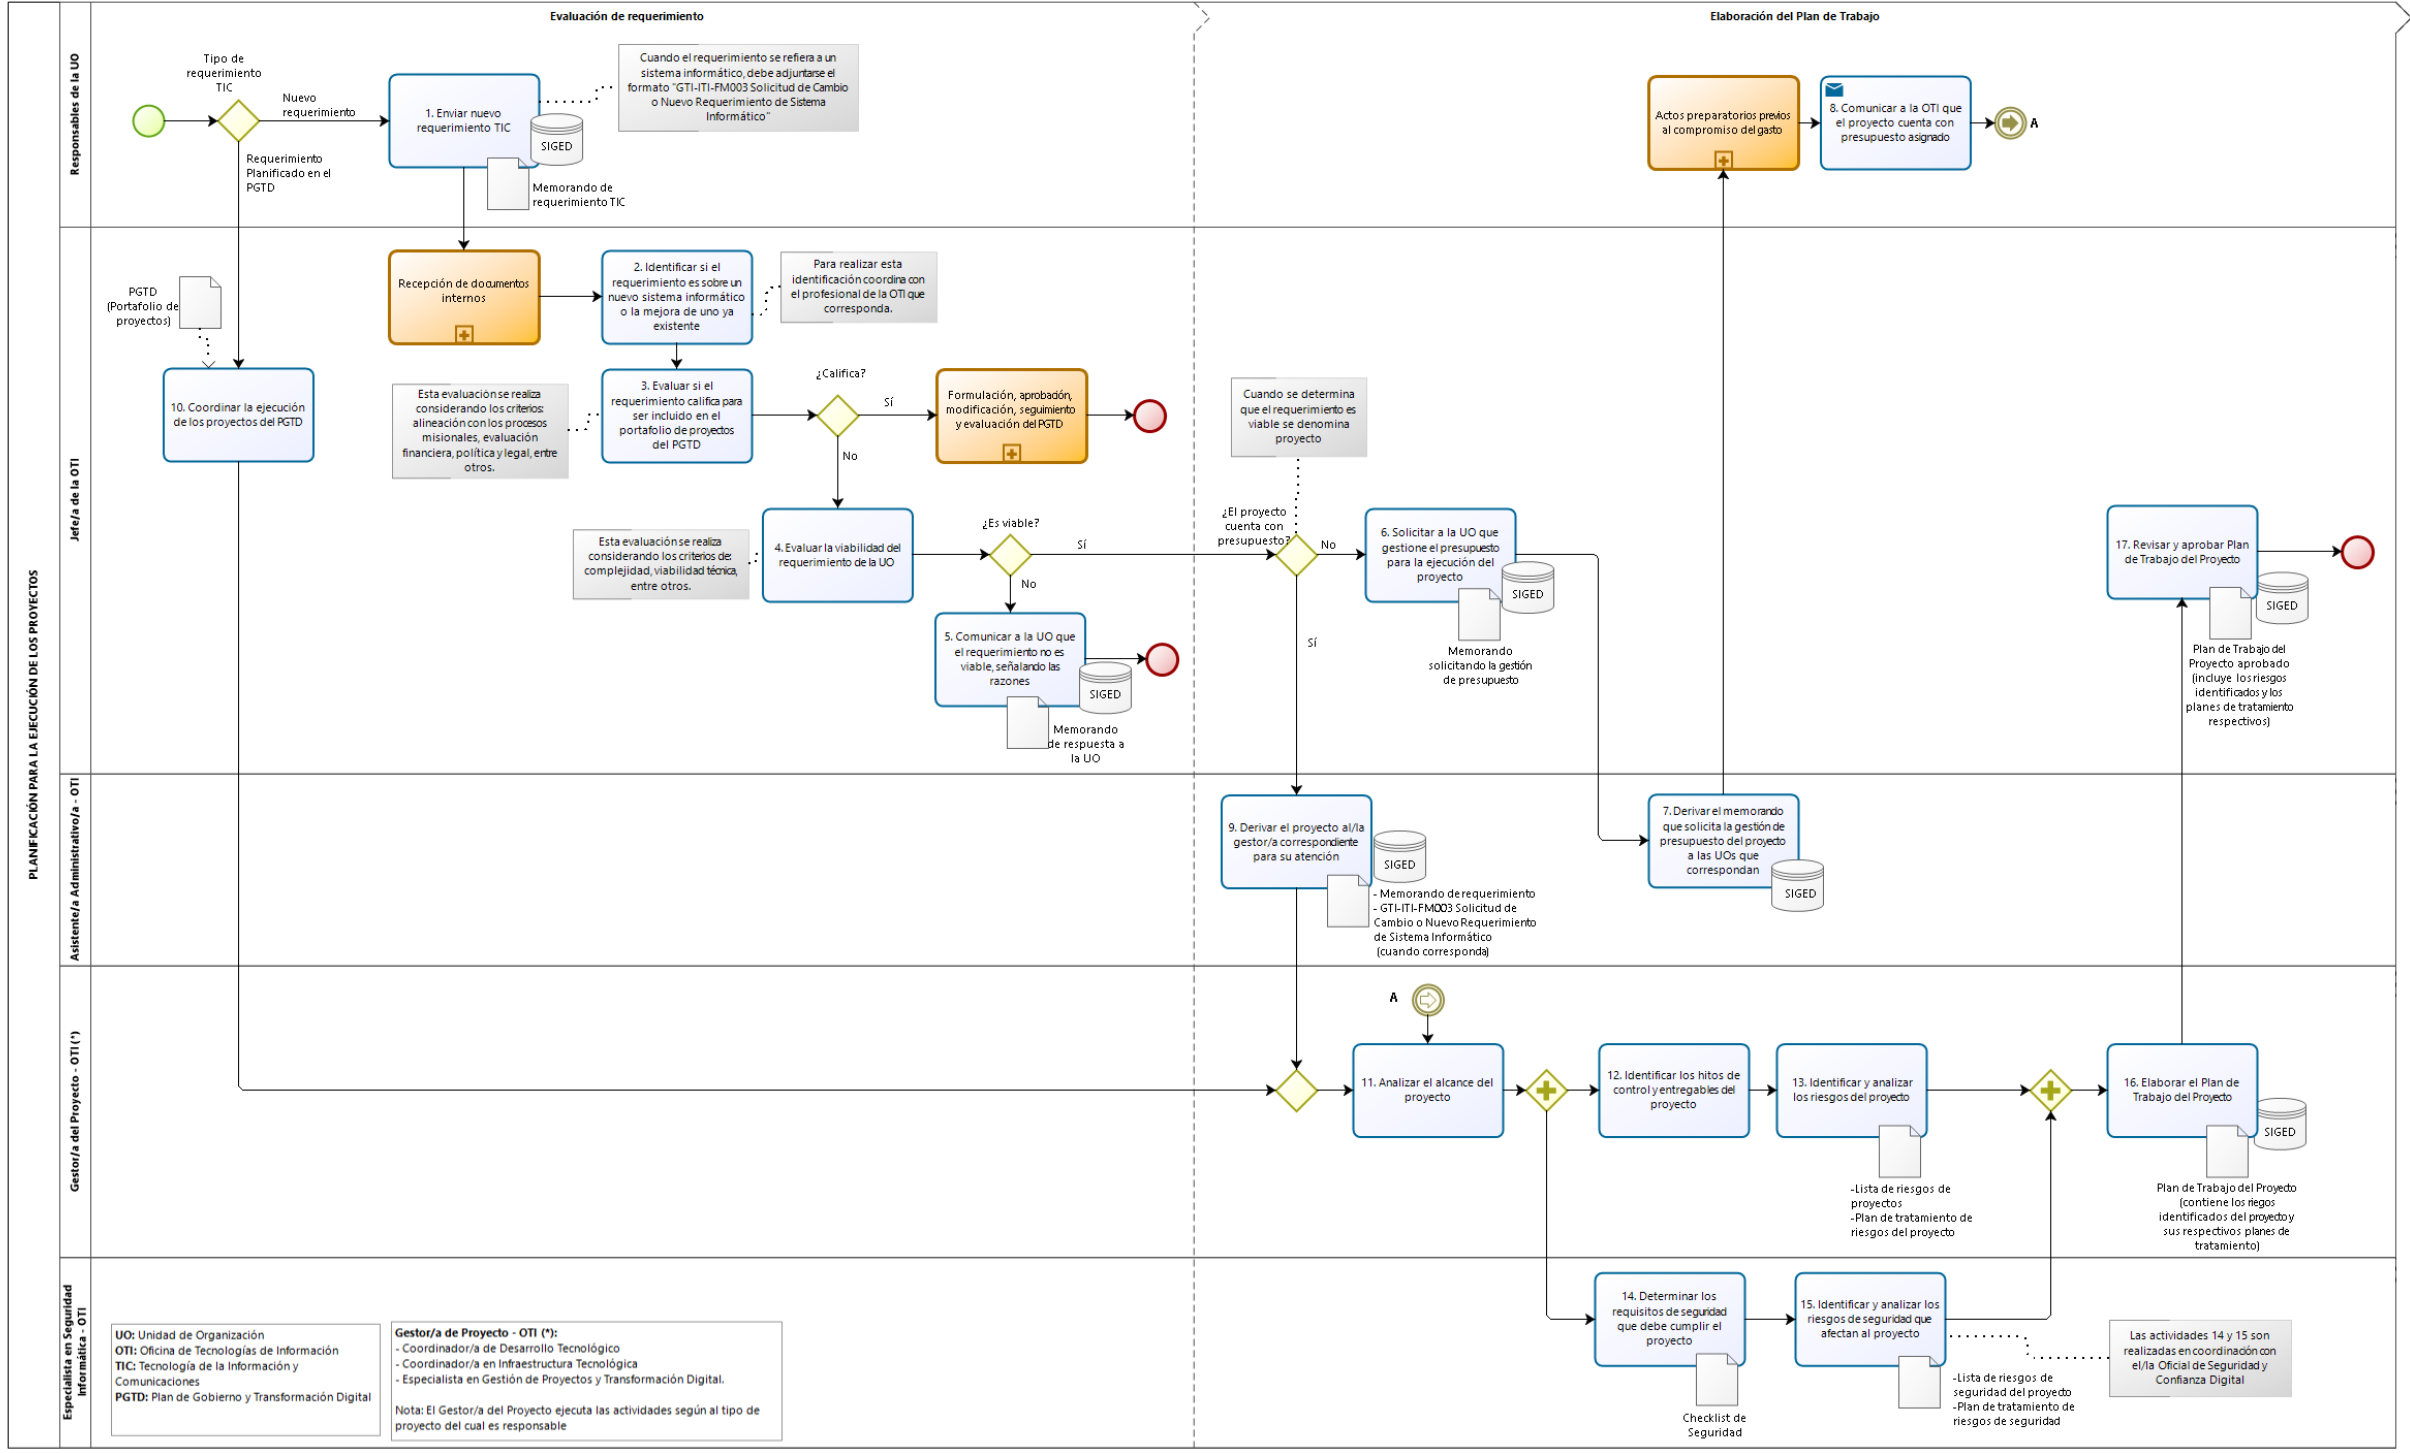 Evaluación de requerimiento
Elaboración del Plan de Trabajo
PLANIFICACIÓN PARA LA EJECUCIÓN DE LOS PROYECTOS
Responsables de la UO
Tipo de
requerimiento
TIC
Nuevo
requerimiento
Requerimiento
Planificado en el
PGTD
1. Enviar nuevo
requerimiento TIC
SIGED
Memorando de
requerimiento TIC
Cuando el requerimiento se refiera a un
sistema informático, debe adjuntarse el
formato "GTI-ITI-FM003 Solicitud de Cambio
o Nuevo Requerimiento de Sistema
Informático"
Actos preparatorios previos
al compromiso del gasto
8. Comunicar a la OTI que
el proyecto cuenta con
presupuesto asignado
A
Jefe/a de la OTI
PGTD
(Portafolio de
proyectos)
10. Coordinar la ejecución
de los proyectos del PGTD
Recepción de documentos
internos
2. Identificar si el
requerimiento es sobre un
nuevo sistema informático
o la mejora de uno ya
existente
Para realizar esta
identificación coordina con
el profesional de la OTI que
corresponda.
Esta evaluación se realiza
considerando los criterios:
alineación con los procesos
misionales, evaluación
financiera, política y legal, entre
otros.
3. Evaluar si el
requerimiento califica para
ser incluido en el
portafolio de proyectos
del PGTD
¿Califica?
Sí
No
Formulación, aprobación,
modificación, seguimiento
y evaluación del PGTD
Esta evaluación se realiza
considerando los criterios de:
complejidad, viabilidad técnica,
entre otros.
4. Evaluar la viabilidad del
requerimiento de la UO
¿Es viable?
Sí
No
5. Comunicar a la UO que
el requerimiento no es
viable, señalando las
razones
SIGED
Memorando
de respuesta a
la UO
Cuando se determina
que el requerimiento es
viable se denomina
proyecto
¿El proyecto
cuenta con
presupuesto?
No
Sí
6. Solicitar a la UO que
gestione el presupuesto
para la ejecución del
proyecto
SIGED
Memorando
solicitando la gestión
de presupuesto
17. Revisar y aprobar Plan
de Trabajo del Proyecto
SIGED
Plan de Trabajo del
Proyecto aprobado
(incluye los riesgos
identificados y los
planes de tratamiento
respectivos)
Asistente/a Administrativo/a - OTI
9. Derivar el proyecto al/la
gestor/a correspondiente
para su atención
SIGED
- Memorando de requerimiento
- GTI-ITI-FM003 Solicitud de
Cambio o Nuevo Requerimiento
de Sistema Informático
(cuando corresponda)
7. Derivar el memorando
que solicita la gestión de
presupuesto del proyecto
a las UOs que
correspondan
SIGED
Gestor/a del Proyecto - OTI (*)
A
11. Analizar el alcance del
proyecto
12. Identificar los hitos de
control y entregables del
proyecto
13. Identificar y analizar
los riesgos del proyecto
-Lista de riesgos de
proyectos
-Plan de tratamiento de
riesgos del proyecto
16. Elaborar el Plan de
Trabajo del Proyecto
SIGED
Plan de Trabajo del Proyecto
(contiene los riegos
identificados del proyecto y
sus respectivos planes de
tratamiento)
Especialista en Seguridad
Informática - OTI
UO: Unidad de Organización
OTI: Oficina de Tecnologías de Información
TIC: Tecnología de la Información y
Comunicaciones
PGTD: Plan de Gobierno y Transformación Digital
Gestor/a de Proyecto - OTI (*):
- Coordinador/a de Desarrollo Tecnológico
- Coordinador/a en Infraestructura Tecnológica
- Especialista en Gestión de Proyectos y Transformación Digital.
Nota: El Gestor/a del Proyecto ejecuta las actividades según al tipo de
proyecto del cual es responsable
14. Determinar los
requisitos de seguridad
que debe cumplir el
proyecto
Checklist de
Seguridad
15. Identificar y analizar los
riesgos de seguridad que
afectan al proyecto
-Lista de riesgos de
seguridad del proyecto
-Plan de tratamiento de
riesgos de seguridad
Las actividades 14 y 15 son
realizadas en coordinación con
el/la Oficial de Seguridad y
Confianza Digital